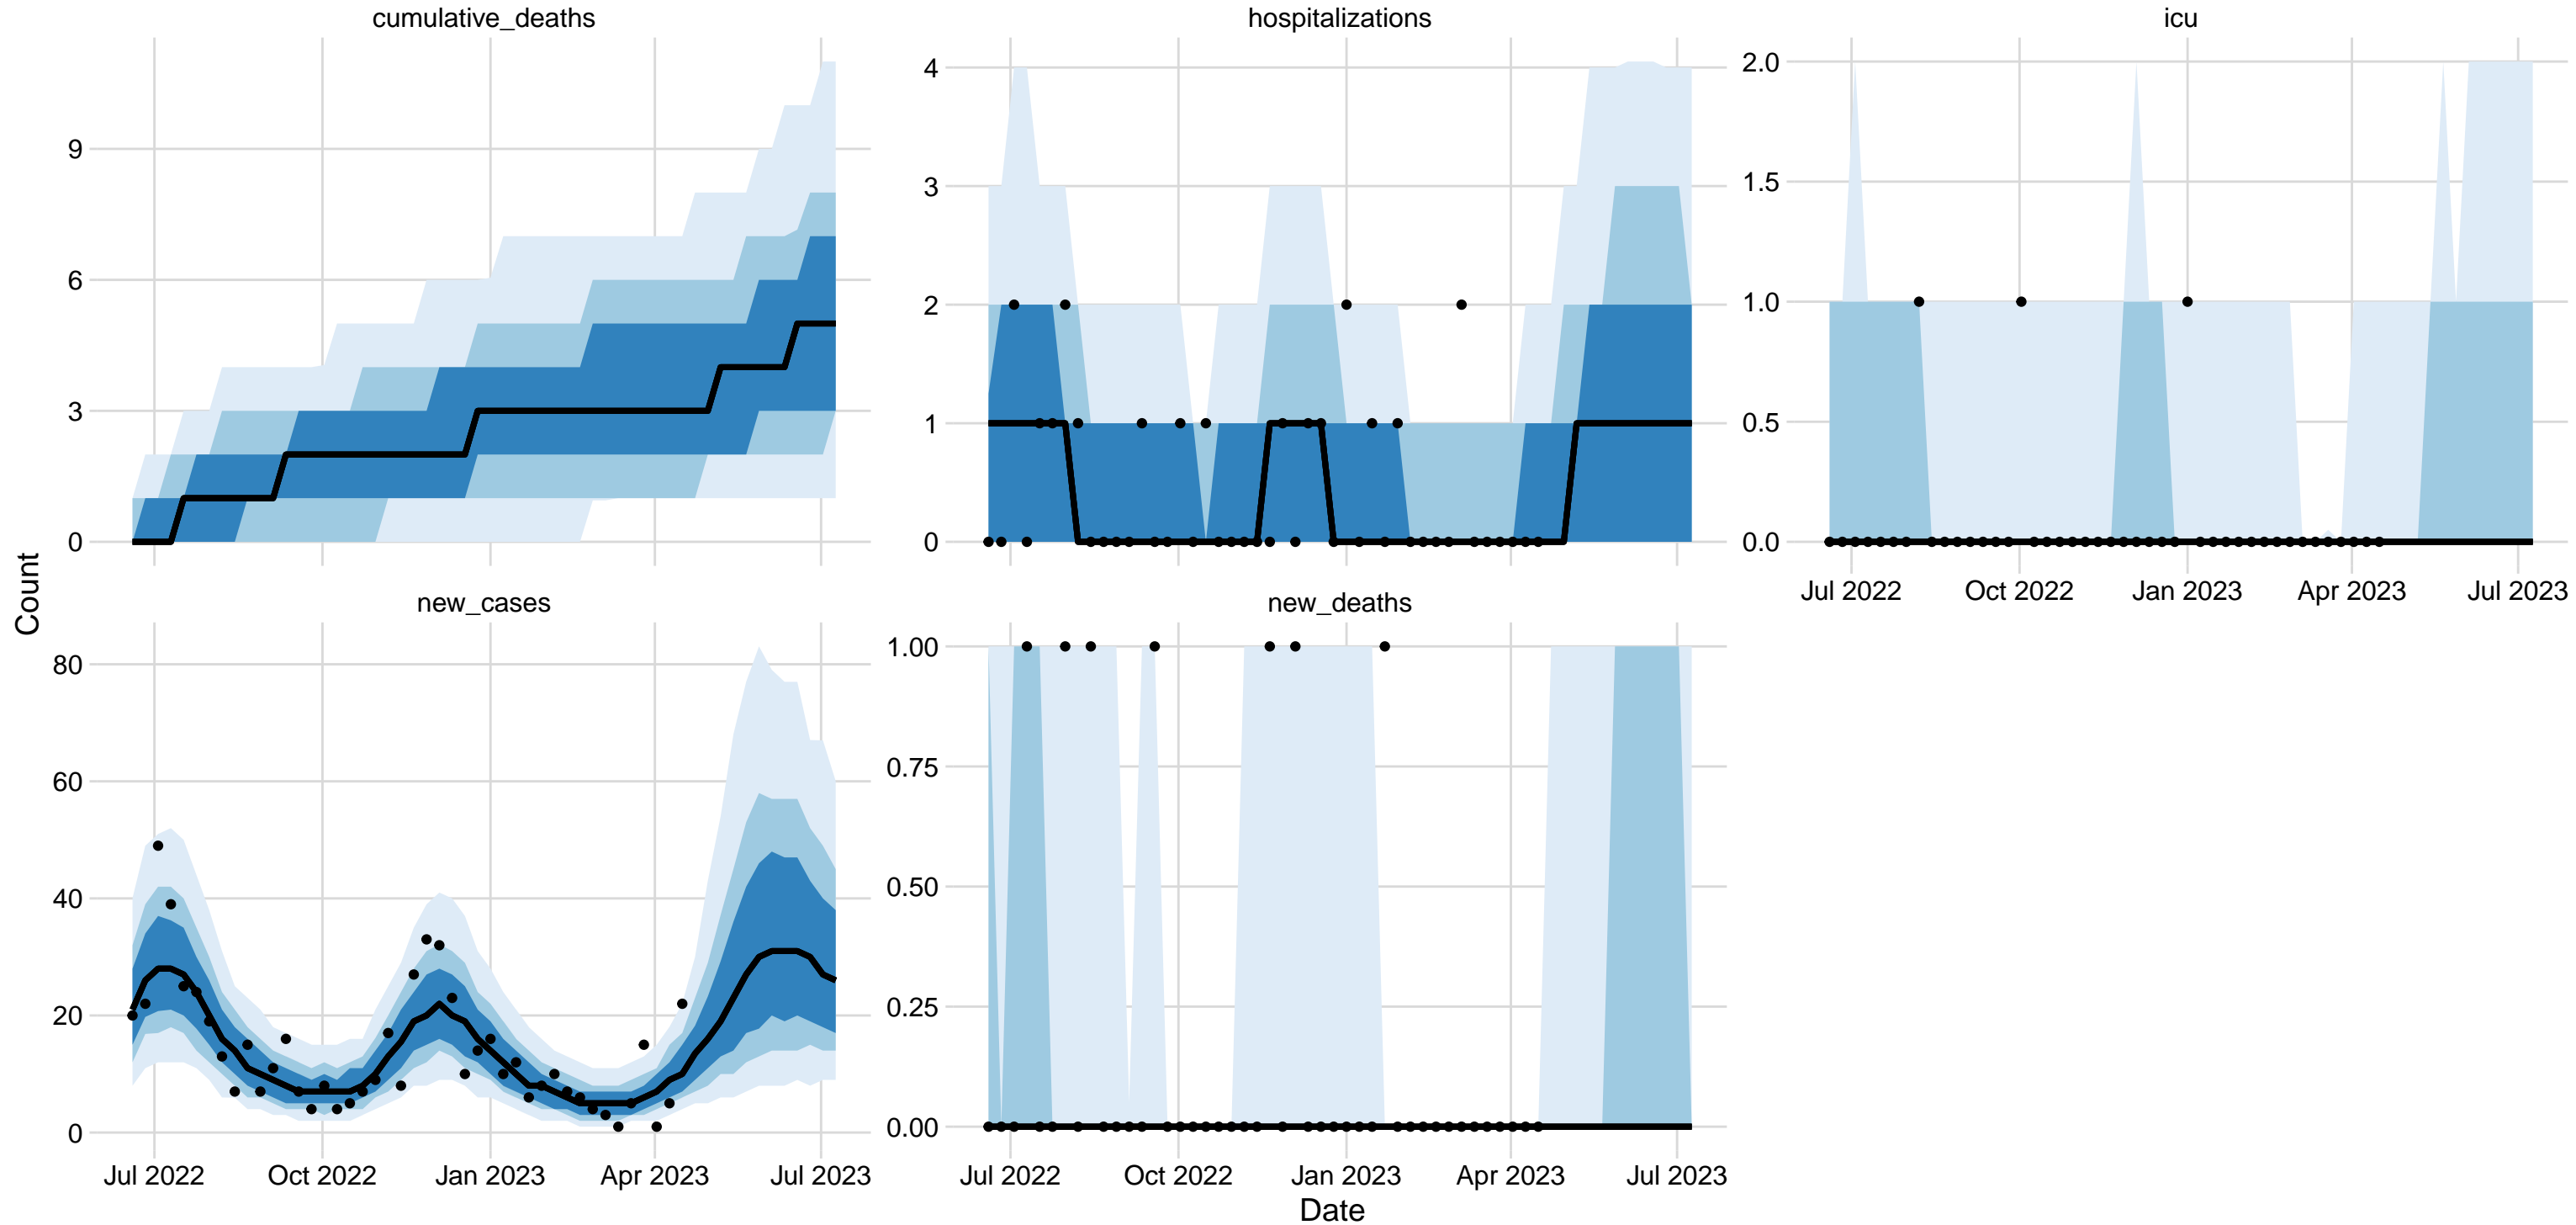 cumulative_deaths
hospitalizations
icu
9
6
3
0
4
3
2
1
0
2.0
1.5
1.0
0.5
0.0
Jul 2022 Oct 2022 Jan 2023 Apr 2023 Jul 2023
Count
new_cases
new_deaths
80
60
40
20
0
1.00
0.75
0.50
0.25
0.00
Jul 2022 Oct 2022 Jan 2023 Apr 2023 Jul 2023
Jul 2022 Oct 2022 Jan 2023 Apr 2023 Jul 2023
Date